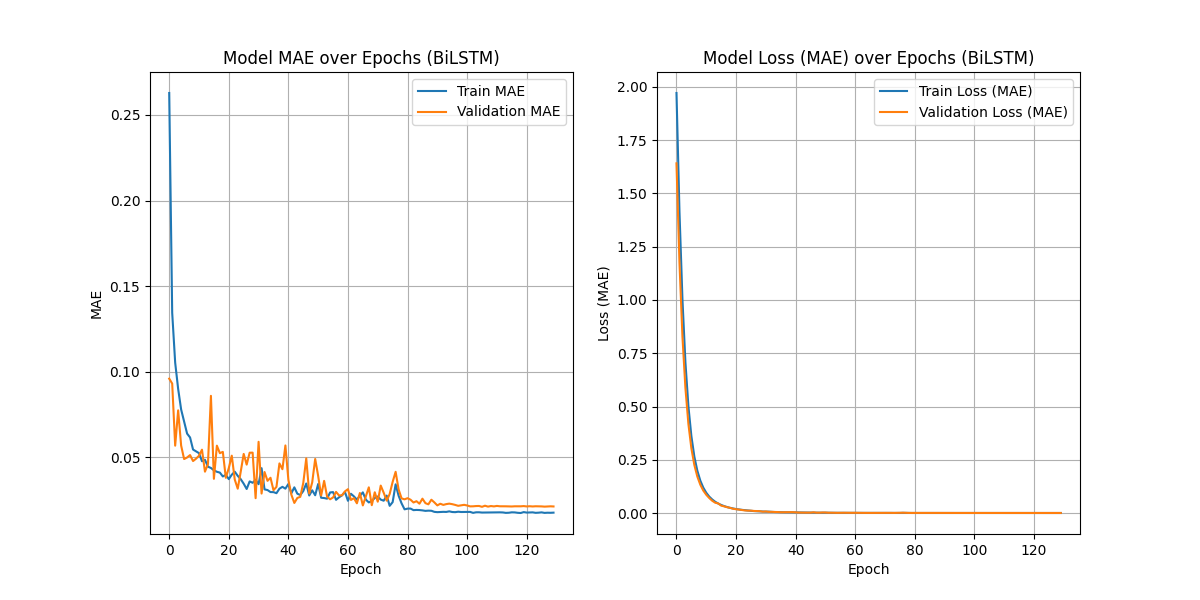 Model MAE over Epochs (BiLSTM)
Train MAE
Validation MAE
0.25
0.20
0.15
0.10
0.05
MAE
0 20 40 60 80 100 120
Epoch
Model Loss (MAE) over Epochs (BiLSTM)
Train Loss (MAE)
Validation Loss (MAE)
2.00
1.75
1.50
1.25
1.00
0.75
0.50
0.25
0.00
Loss (MAE)
0 20 40 60 80 100 120
Epoch